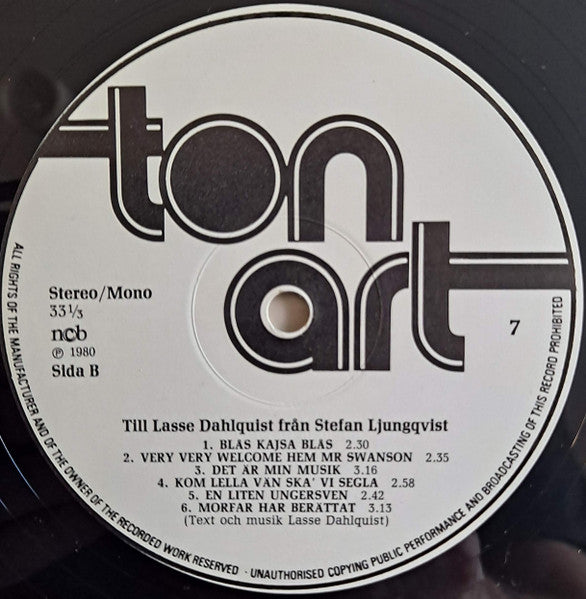 ton
art
Stereo/Mono
33⅓
ncb
℗ 1980
Sida B
7
Till Lasse Dahlquist från Stefan Ljungqvist
1. BLÅS KAJSA BLÅS 2.30
2. VERY VERY WELCOME HEM MR SWANSON 2.35
3. DET ÄR MIN MUSIK 3.16
4. KOM LELLA VÄN SKA' VI SEGLA 2.58
5. EN LITEN UNGERSVEN 2.42
6. MORFAR HAR BERÄTTAT 3.13
(Text och musik Lasse Dahlquist)
ALL RIGHTS OF THE MANUFACTURER AND OF THE OWNER OF THE RECORDED WORK RESERVED · UNAUTHORISED COPYING PUBLIC PERFORMANCE AND BROADCASTING OF THIS RECORD PROHIBITED